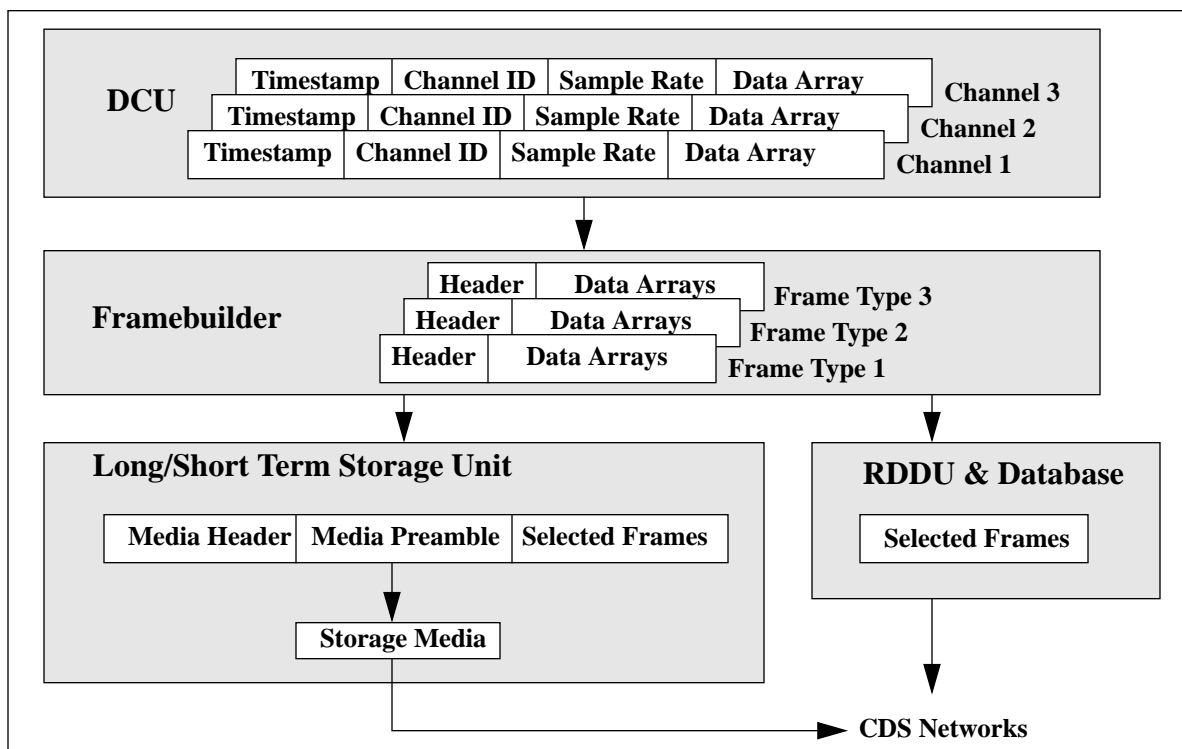 DCU
Timestamp Channel ID Sample Rate Data Array Channel 3
Timestamp Channel ID Sample Rate Data Array Channel 2
Timestamp Channel ID Sample Rate Data Array Channel 1
Framebuilder
Header Data Arrays Frame Type 3
Header Data Arrays Frame Type 2
Header Data Arrays Frame Type 1
Long/Short Term Storage Unit
Media Header Media Preamble Selected Frames
Storage Media
RDDU & Database
Selected Frames
CDS Networks